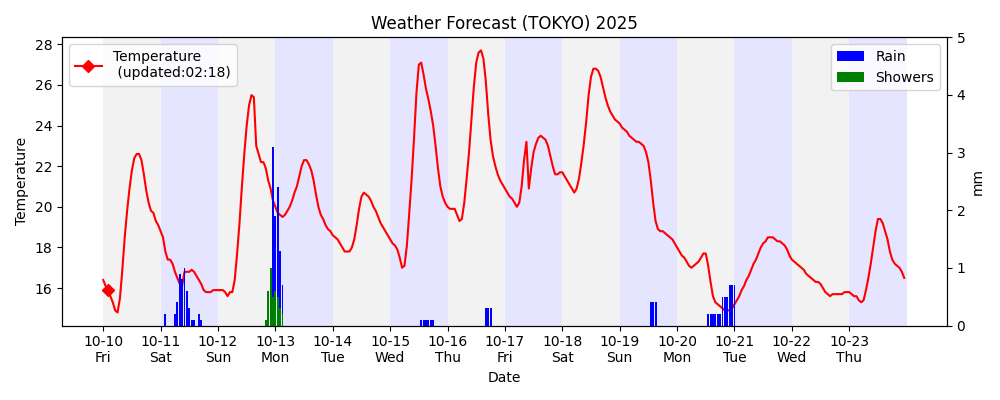 Weather Forecast (TOKYO) 2025
Temperature
(updated:02:18)
Rain
Showers
28
26
24
22
20
18
16
Temperature
5
4
3
2
1
0
mm
10-10 10-11 10-12 10-13 10-14 10-15 10-16 10-17 10-18 10-19 10-20 10-21 10-22 10-23
Fri Sat Sun Mon Tue Wed Thu Fri Sat Sun Mon Tue Wed Thu
Date